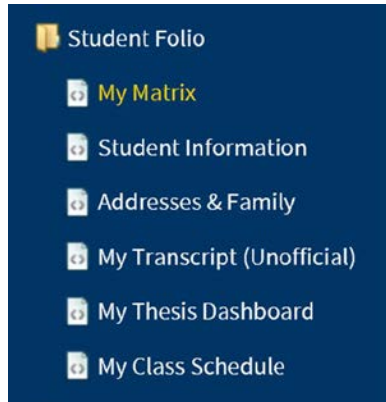 Student Folio
My Matrix
Student Information
Addresses & Family
My Transcript (Unofficial)
My Thesis Dashboard
My Class Schedule